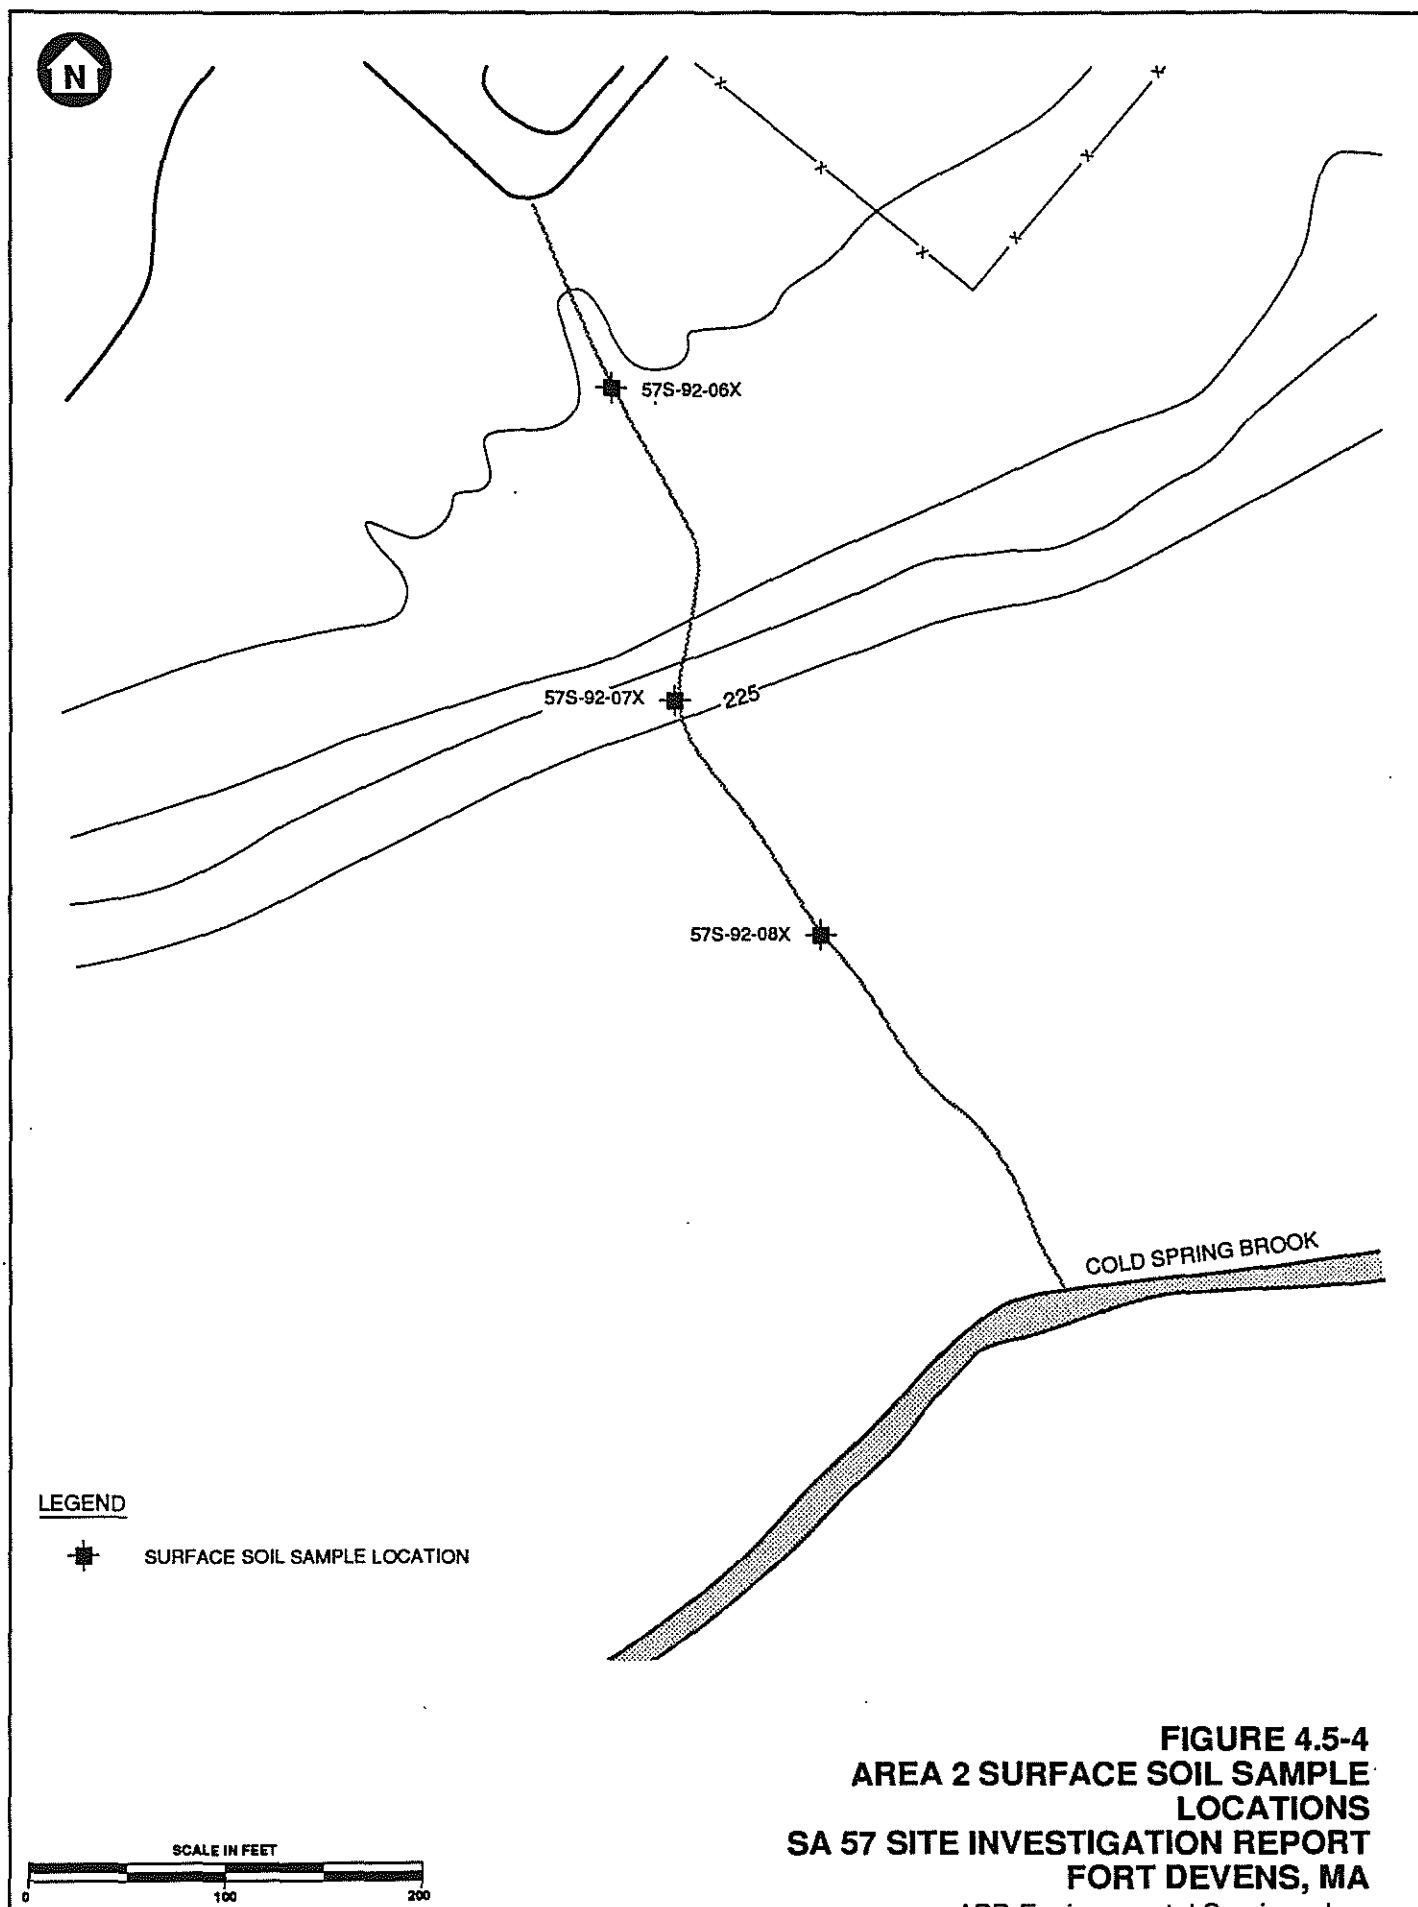 N
57S-92-06X
57S-92-07X
225
57S-92-08X
COLD SPRING BROOK
LEGEND
SURFACE SOIL SAMPLE LOCATION
SCALE IN FEET
0 100 200
FIGURE 4.5-4
AREA 2 SURFACE SOIL SAMPLE
LOCATIONS
SA 57 SITE INVESTIGATION REPORT
FORT DEVENS, MA